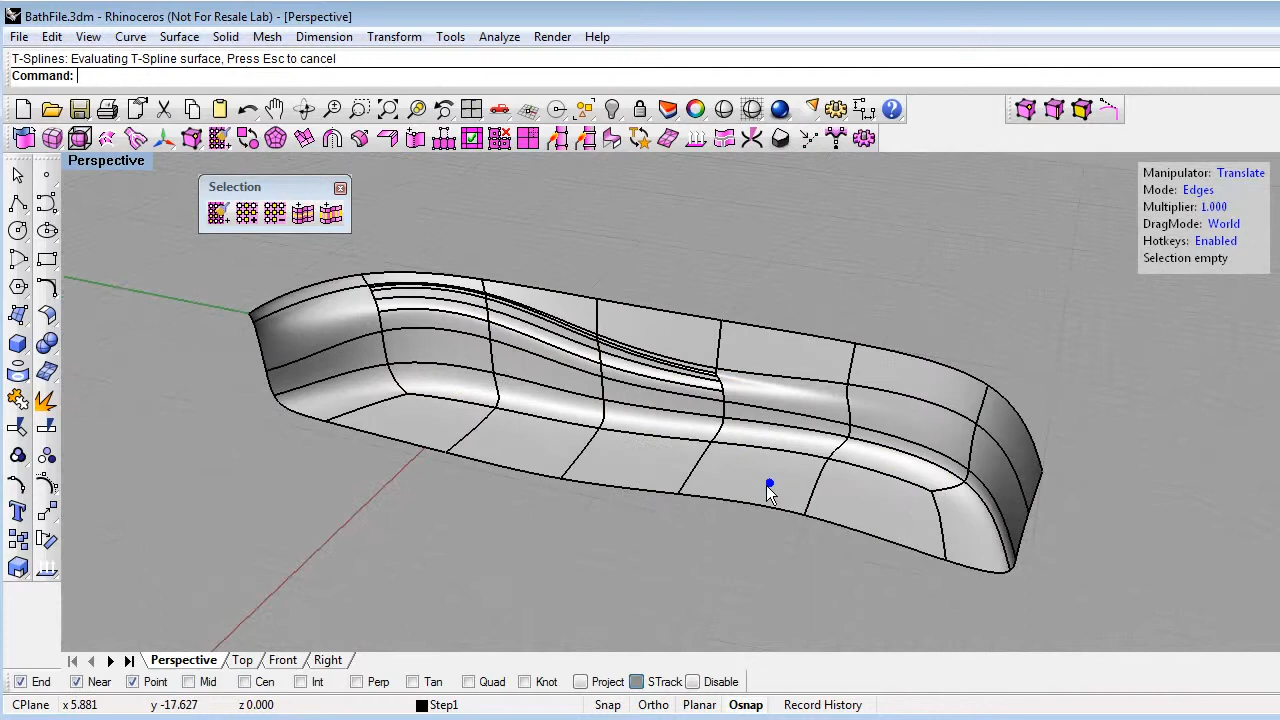 BathFile.3dm - Rhinoceros (Not For Resale Lab) - [Perspective]
File Edit View Curve Surface Solid Mesh Dimension Transform Tools Analyze Render Help
T-Splines: Evaluating T-Spline surface, Press Esc to cancel
Command:
Perspective
Selection
Manipulator: Translate
Mode: Edges
Multiplier: 1.000
DragMode: World
Hotkeys: Enabled
Selection empty
Perspective Top Front Right
End Near Point Mid Cen Int Perp Tan Quad Knot Project STrack Disable
CPlane x 5.881 y -17.627 z 0.000 Step1 Snap Ortho Planar Osnap Record History